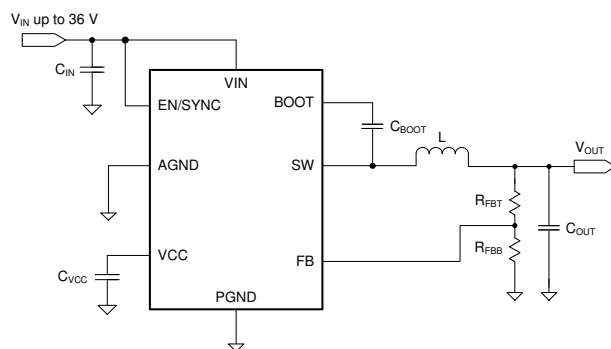 V_IN up to 36 V
C_IN
VIN
EN/SYNC
BOOT
C_BOOT
L
AGND
SW
V_OUT
R_FBT
C_OUT
VCC
C_VCC
FB
R_FBB
PGND